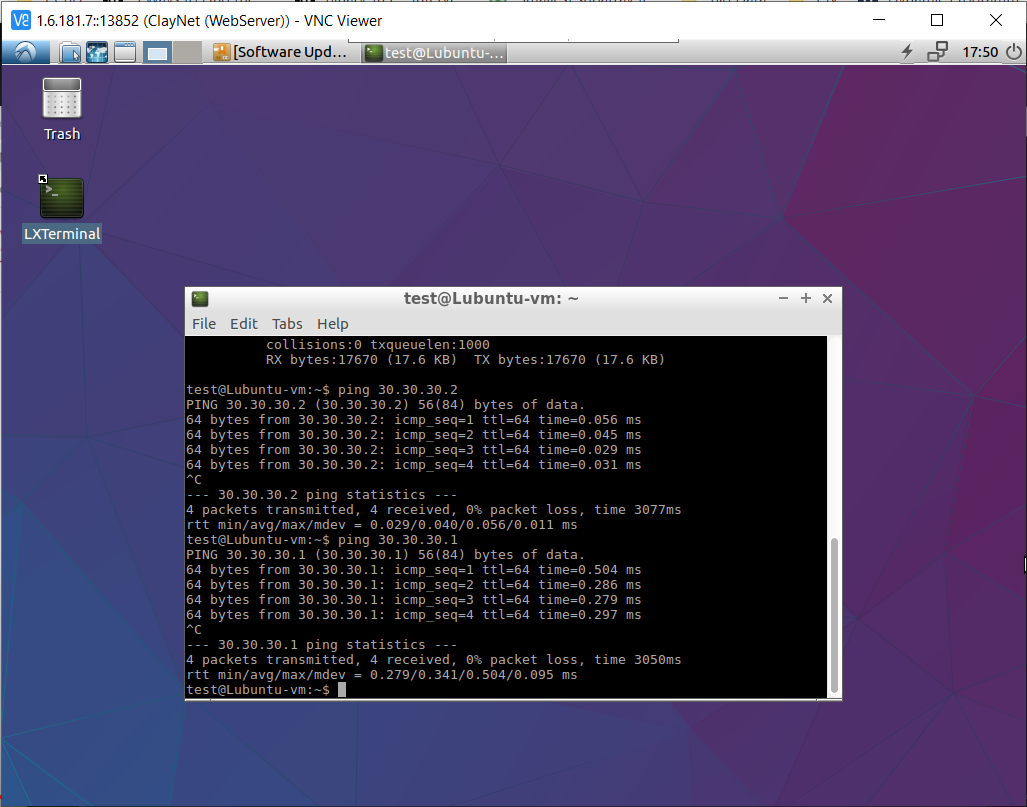 1.6.181.7::13852 (ClayNet (WebServer)) - VNC Viewer
[Software Upd...
test@Lubuntu-...
17:50
Trash
LXTerminal
test@Lubuntu-vm: ~
File Edit Tabs Help
collisions:0 txqueuelen:1000
RX bytes:17670 (17.6 KB)  TX bytes:17670 (17.6 KB)
test@Lubuntu-vm:~$ ping 30.30.30.2
PING 30.30.30.2 (30.30.30.2) 56(84) bytes of data.
64 bytes from 30.30.30.2: icmp_seq=1 ttl=64 time=0.056 ms
64 bytes from 30.30.30.2: icmp_seq=2 ttl=64 time=0.045 ms
64 bytes from 30.30.30.2: icmp_seq=3 ttl=64 time=0.029 ms
64 bytes from 30.30.30.2: icmp_seq=4 ttl=64 time=0.031 ms
^C
--- 30.30.30.2 ping statistics ---
4 packets transmitted, 4 received, 0% packet loss, time 3077ms
rtt min/avg/max/mdev = 0.029/0.040/0.056/0.011 ms
test@Lubuntu-vm:~$ ping 30.30.30.1
PING 30.30.30.1 (30.30.30.1) 56(84) bytes of data.
64 bytes from 30.30.30.1: icmp_seq=1 ttl=64 time=0.504 ms
64 bytes from 30.30.30.1: icmp_seq=2 ttl=64 time=0.286 ms
64 bytes from 30.30.30.1: icmp_seq=3 ttl=64 time=0.279 ms
64 bytes from 30.30.30.1: icmp_seq=4 ttl=64 time=0.297 ms
^C
--- 30.30.30.1 ping statistics ---
4 packets transmitted, 4 received, 0% packet loss, time 3050ms
rtt min/avg/max/mdev = 0.279/0.341/0.504/0.095 ms
test@Lubuntu-vm:~$